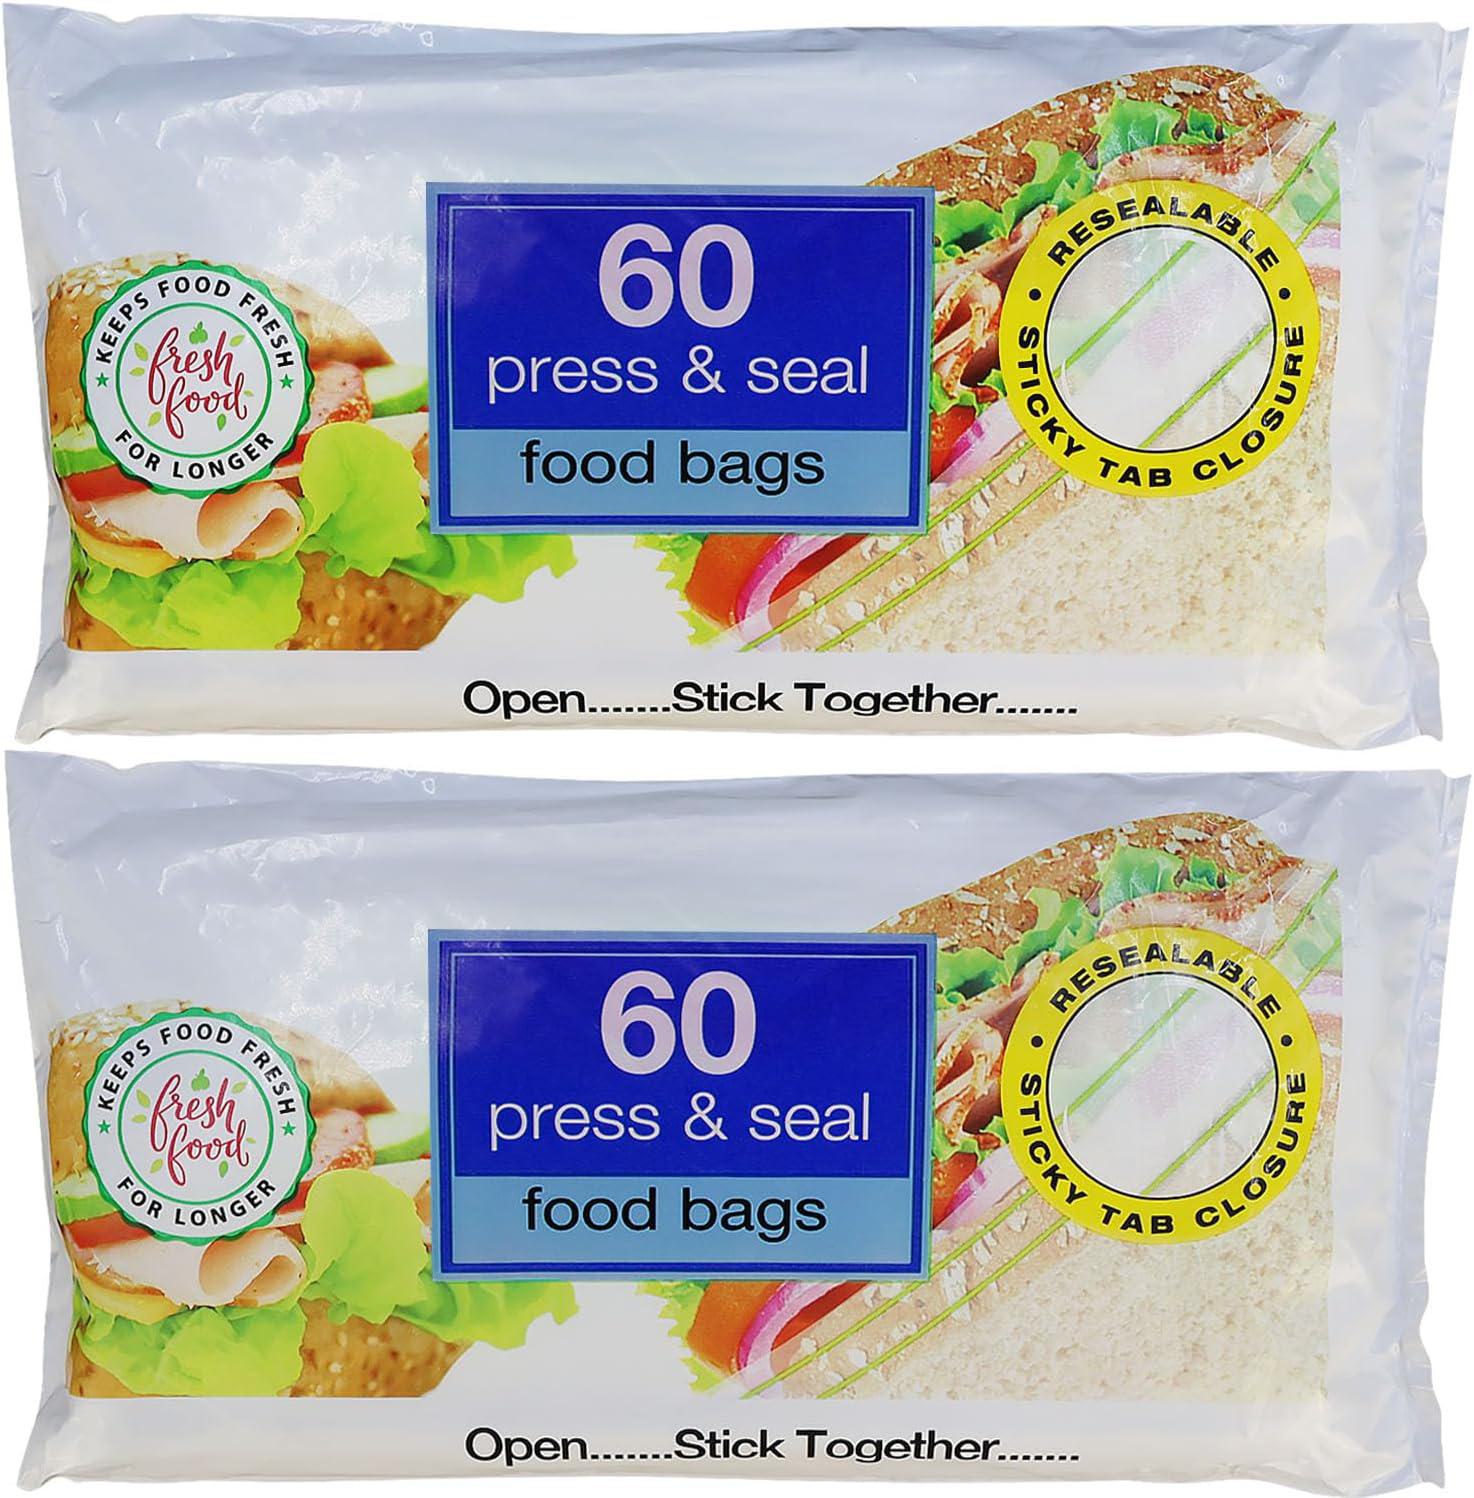 60
press & seal
food bags
KEEPS FOOD FRESH
fresh
food
FOR LONGER
RESEALABLE
STICKY TAB CLOSURE
Open.......Stick Together.......
60
press & seal
food bags
KEEPS FOOD FRESH
fresh
food
FOR LONGER
RESEALABLE
STICKY TAB CLOSURE
Open.......Stick Together.......